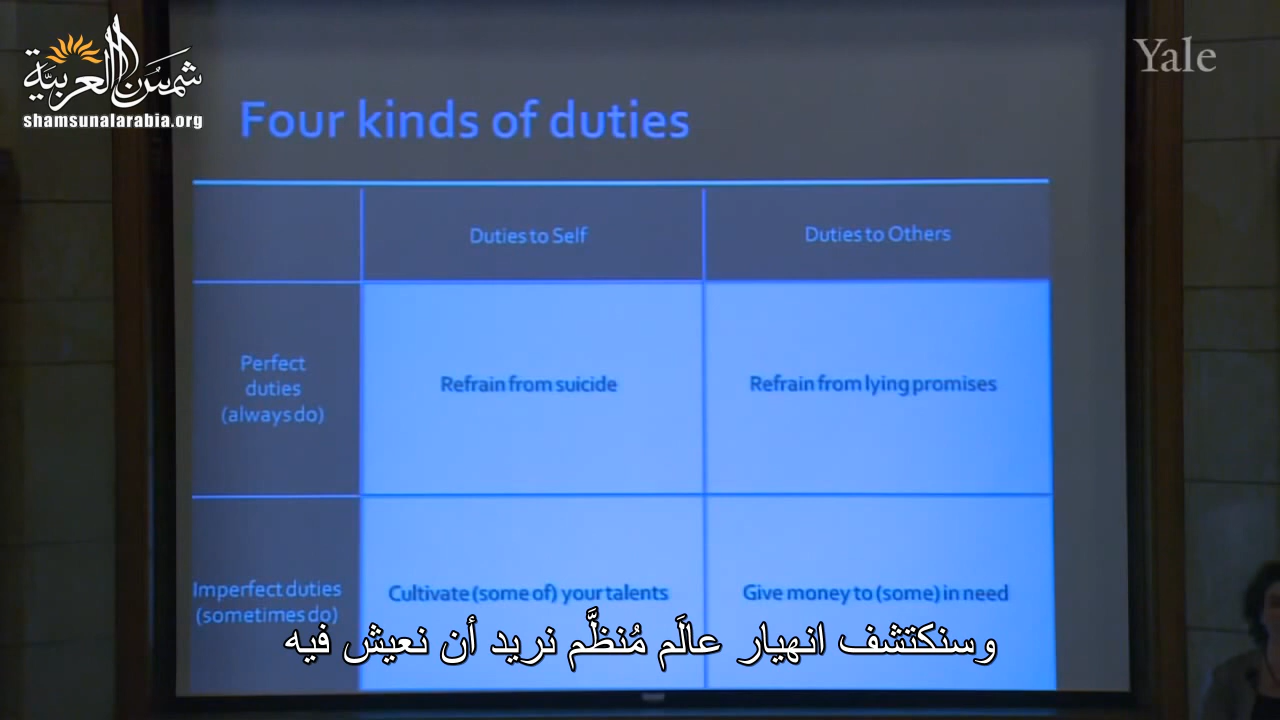 شمس العربية
shamsunalarabia.org
Yale
Four kinds of duties
Duties to Self
Duties to Others
Perfect
duties
(always do)
Refrain from suicide
Refrain from lying promises
Imperfect duties
(sometimes do)
Cultivate (some of) your talents
Give money to (some) in need
وسنكتشف انهيار عالَم مُنظَّم نريد أن نعيش فيه